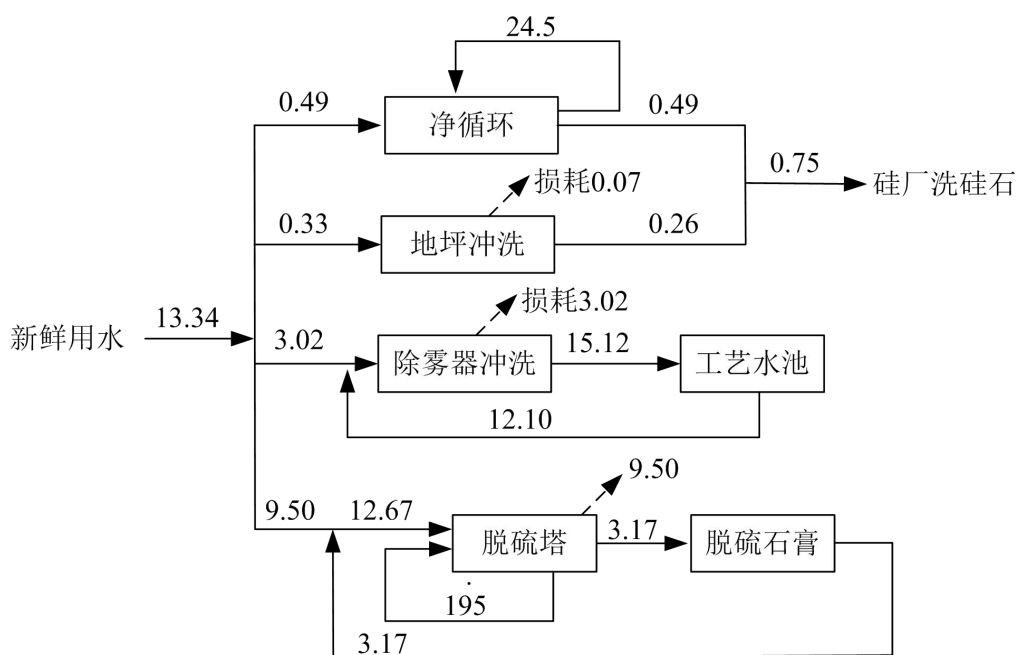 24.5
0.49
净循环
0.49
0.75
硅厂洗硅石
损耗0.07
0.33
地坪冲洗
0.26
损耗3.02
新鲜用水
13.34
3.02
除雾器冲洗
15.12
工艺水池
12.10
9.50
9.50
12.67
脱硫塔
3.17
脱硫石膏
195
3.17